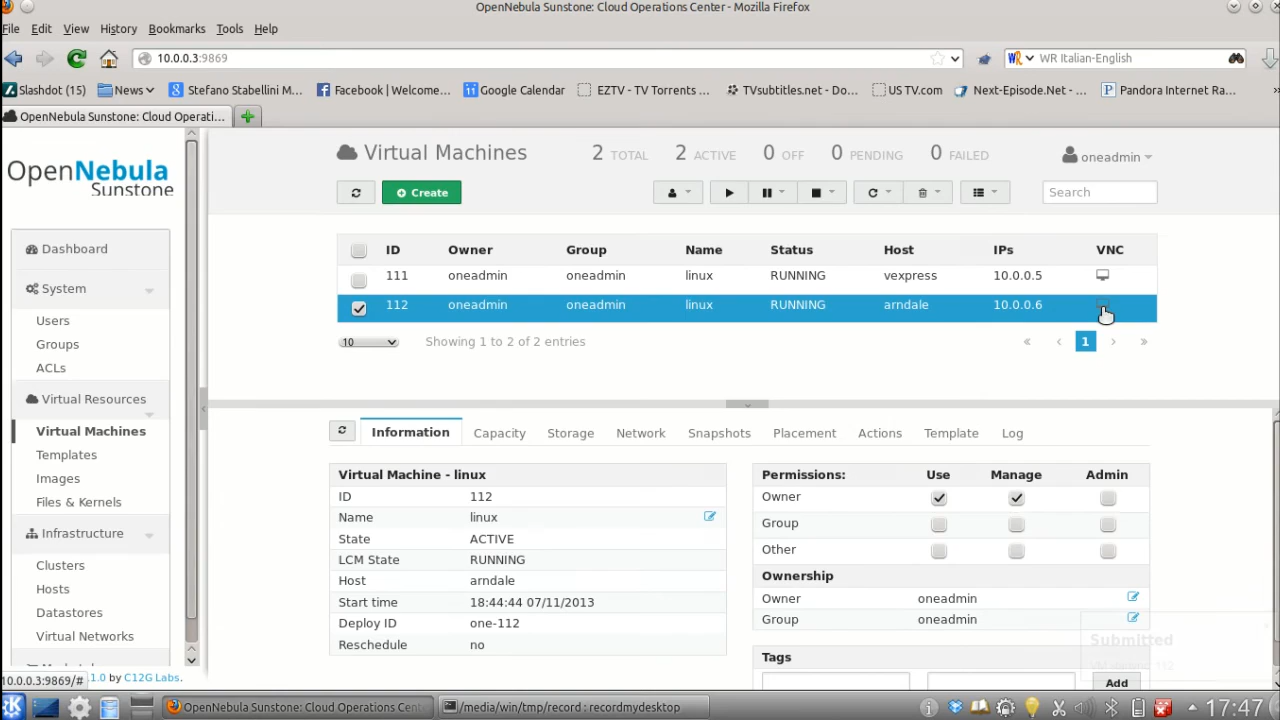 OpenNebula Sunstone: Cloud Operations Center - Mozilla Firefox
File Edit View History Bookmarks Tools Help
10.0.0.3:9869
WR Italian-English
Slashdot (15) News Stefano Stabellini M... Facebook | Welcome... Google Calendar EZTV - TV Torrents ... TVsubtitles.net - Do... US TV.com Next-Episode.Net - ... Pandora Internet Ra...
OpenNebula Sunstone: Cloud Operati...
OpenNebula
Sunstone
Dashboard
System
Users
Groups
ACLs
Virtual Resources
Virtual Machines
Templates
Images
Files & Kernels
Infrastructure
Clusters
Hosts
Datastores
Virtual Networks
10.0.0.3:9869/#
.1.0 by C12G Labs.
Virtual Machines 2 TOTAL 2 ACTIVE 0 OFF 0 PENDING 0 FAILED
oneadmin
Create
Search
ID Owner Group Name Status Host IPs VNC
111 oneadmin oneadmin linux RUNNING vexpress 10.0.0.5
112 oneadmin oneadmin linux RUNNING arndale 10.0.0.6
10 Showing 1 to 2 of 2 entries « ‹ 1 › »
Information Capacity Storage Network Snapshots Placement Actions Template Log
Virtual Machine - linux
ID 112
Name linux
State ACTIVE
LCM State RUNNING
Host arndale
Start time 18:44:44 07/11/2013
Deploy ID one-112
Reschedule no
Permissions: Use Manage Admin
Owner
Group
Other
Ownership
Owner oneadmin
Group oneadmin
Submitted
Tags
Add
OpenNebula Sunstone: Cloud Operations Cent
/media/win/tmp/record : recordmydesktop
17:47